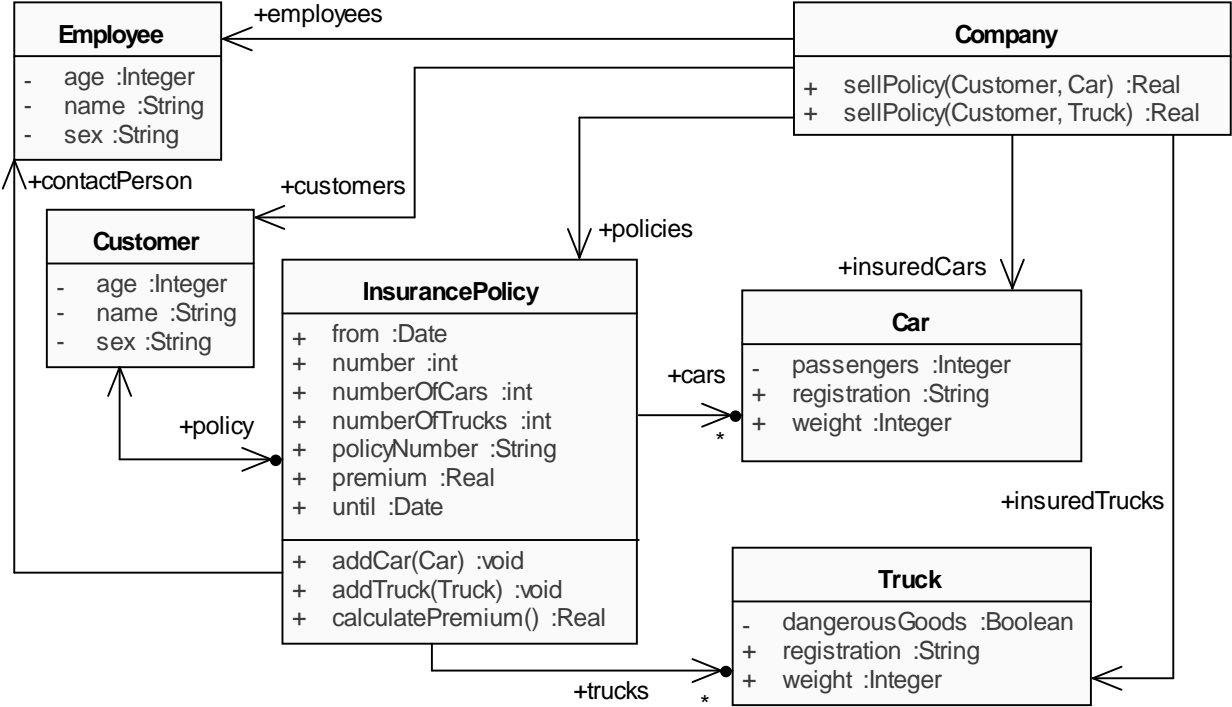 +employees
Employee
- age :Integer
- name :String
- sex :String
Company
+ sellPolicy(Customer, Car) :Real
+ sellPolicy(Customer, Truck) :Real
+contactPerson
+customers
+policies
Customer
- age :Integer
- name :String
- sex :String
+insuredCars
InsurancePolicy
+ from :Date
+ number :int
+ numberOfCars :int
+ numberOfTrucks :int
+ policyNumber :String
+ premium :Real
+ until :Date
+ addCar(Car) :void
+ addTruck(Truck) :void
+ calculatePremium() :Real
Car
- passengers :Integer
+ registration :String
+ weight :Integer
+cars
*
+policy
+insuredTrucks
Truck
- dangerousGoods :Boolean
+ registration :String
+ weight :Integer
+trucks
*